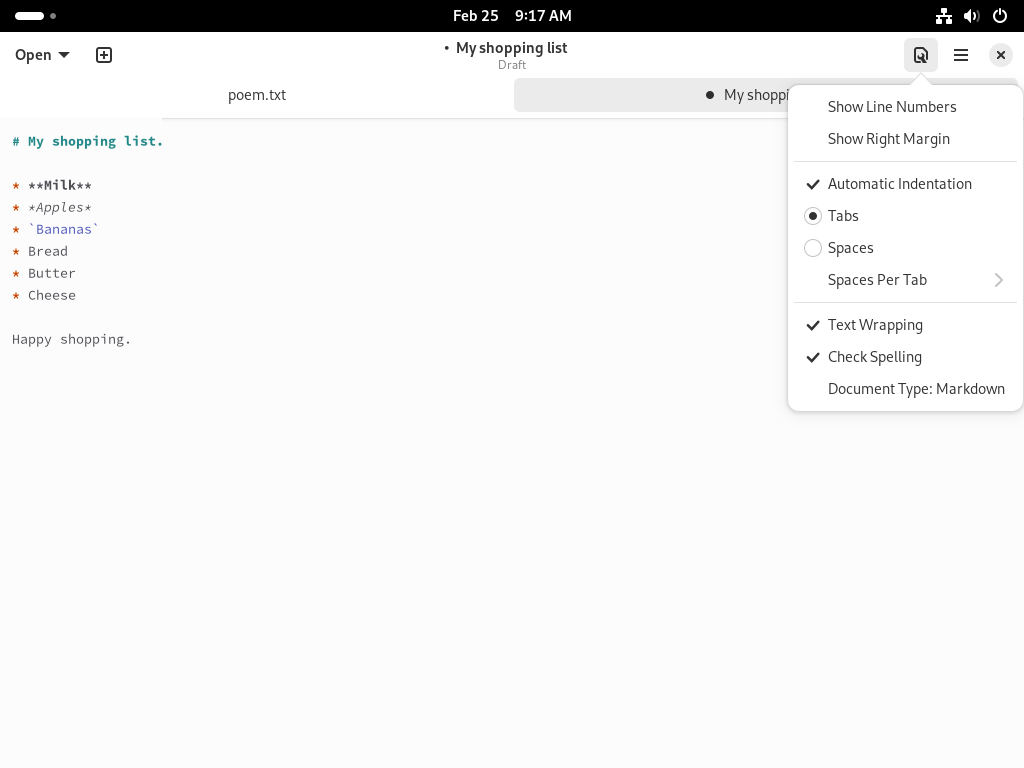 Feb 25 9:17 AM
Open
• My shopping list
Draft
poem.txt
• My shoppi
# My shopping list.
* **Milk**
* *Apples*
* `Bananas`
* Bread
* Butter
* Cheese
Happy shopping.
Show Line Numbers
Show Right Margin
Automatic Indentation
Tabs
Spaces
Spaces Per Tab
Text Wrapping
Check Spelling
Document Type: Markdown